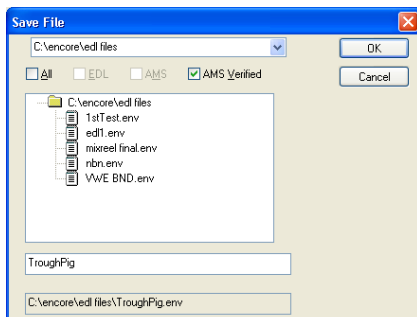 Save File
C:\encore\edl files
OK
All EDL AMS AMS Verified
Cancel
C:\encore\edl files
1stTest.env
edl1.env
mixreel final.env
nbn.env
VWE BND.env
TroughPig
C:\encore\edl files\TroughPig.env